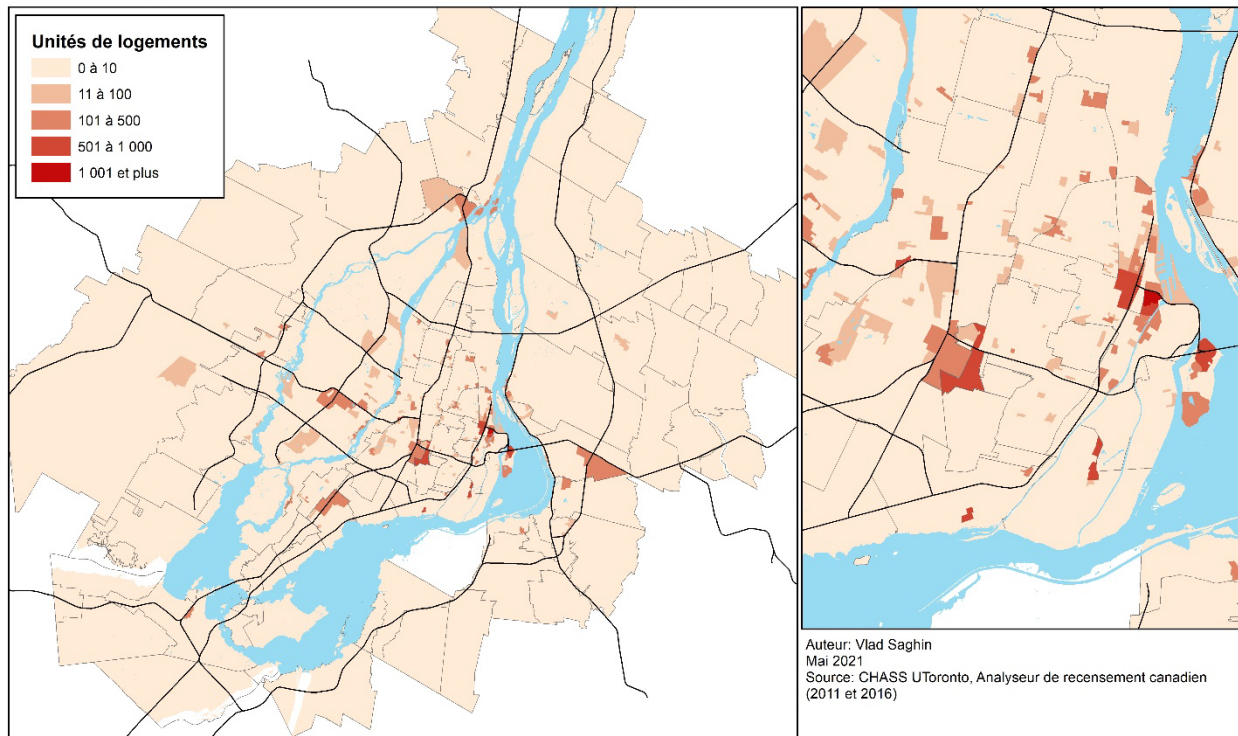 Unités de logements
0 à 10
11 à 100
101 à 500
501 à 1 000
1 001 et plus
Auteur: Vlad Saghin
Mai 2021
Source: CHASS UToronto, Analyseur de recensement canadien
(2011 et 2016)